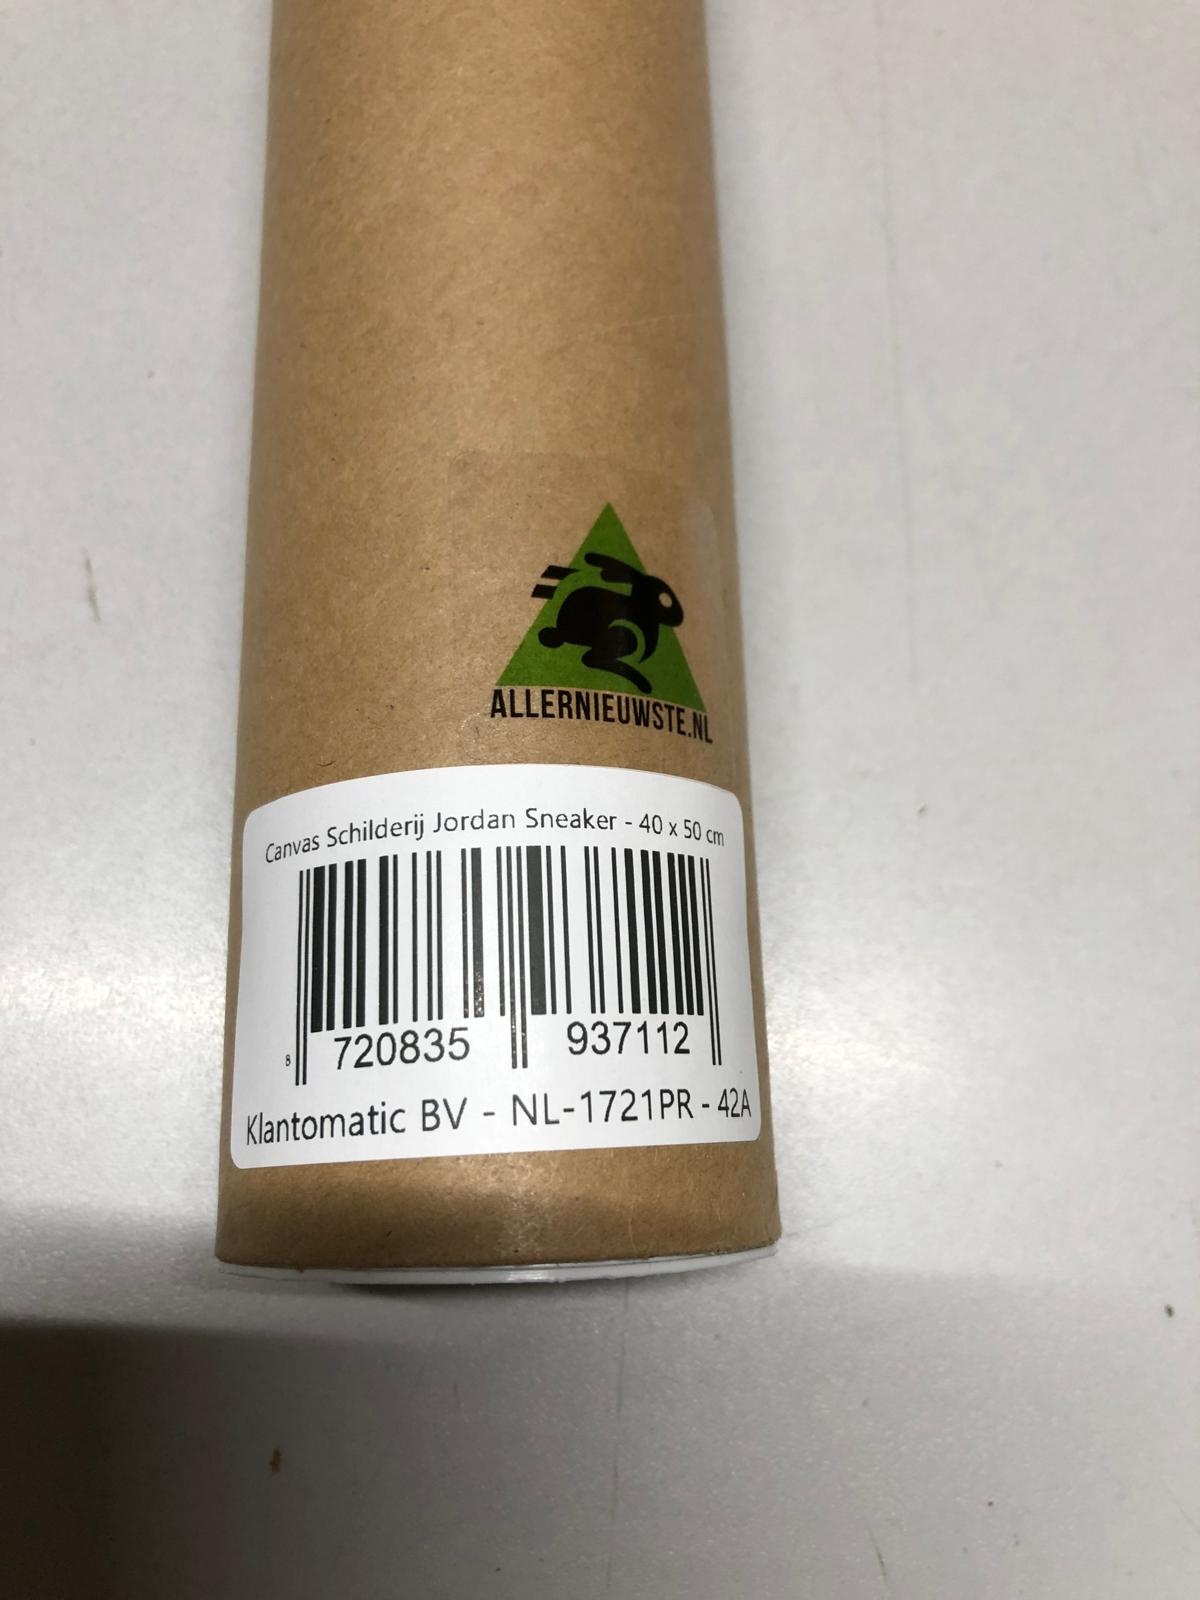 ALLERNIEUWSTE.NL
Canvas Schilderij Jordan Sneaker - 40 x 50 cm
8 720835 937112
Klantomatic BV - NL-1721PR - 42A